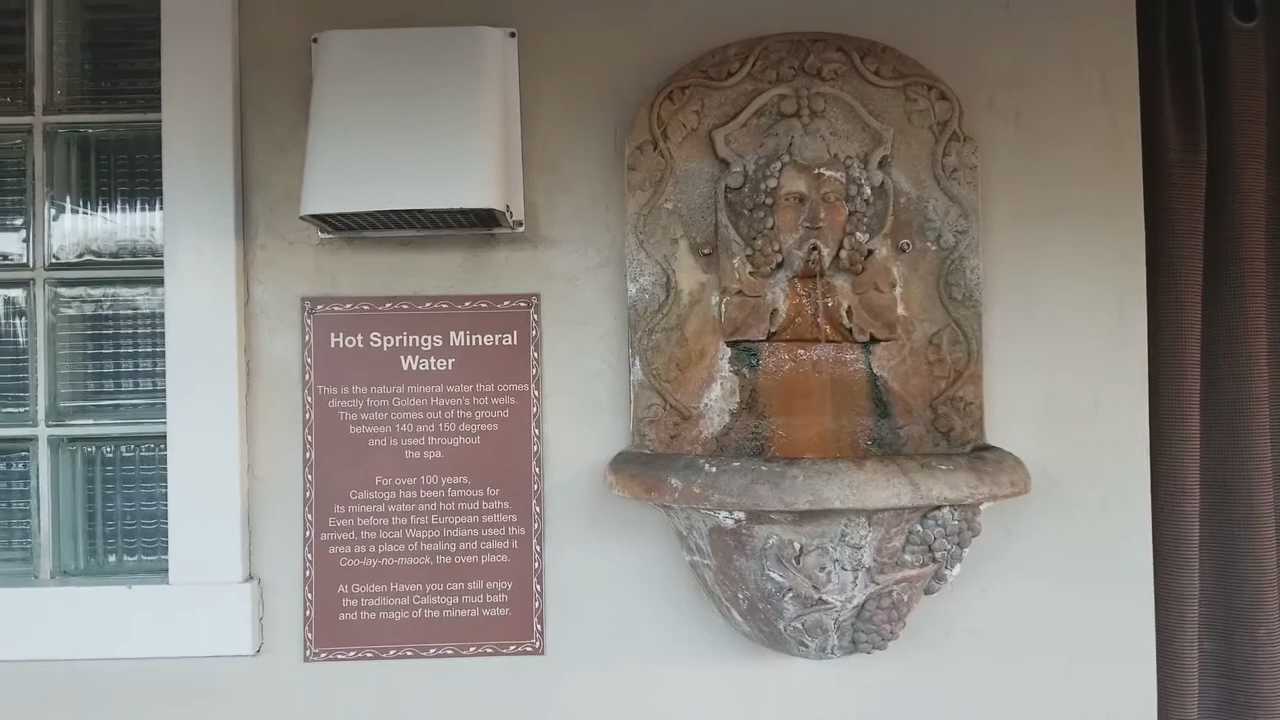 Hot Springs Mineral
Water
This is the natural mineral water that comes
directly from Golden Haven's hot wells.
The water comes out of the ground
between 140 and 150 degrees
and is used throughout
the spa.
For over 100 years,
Calistoga has been famous for
its mineral water and hot mud baths.
Even before the first European settlers
arrived, the local Wappo Indians used this
area as a place of healing and called it
Coo-lay-no-maock, the oven place.
At Golden Haven you can still enjoy
the traditional Calistoga mud bath
and the magic of the mineral water.